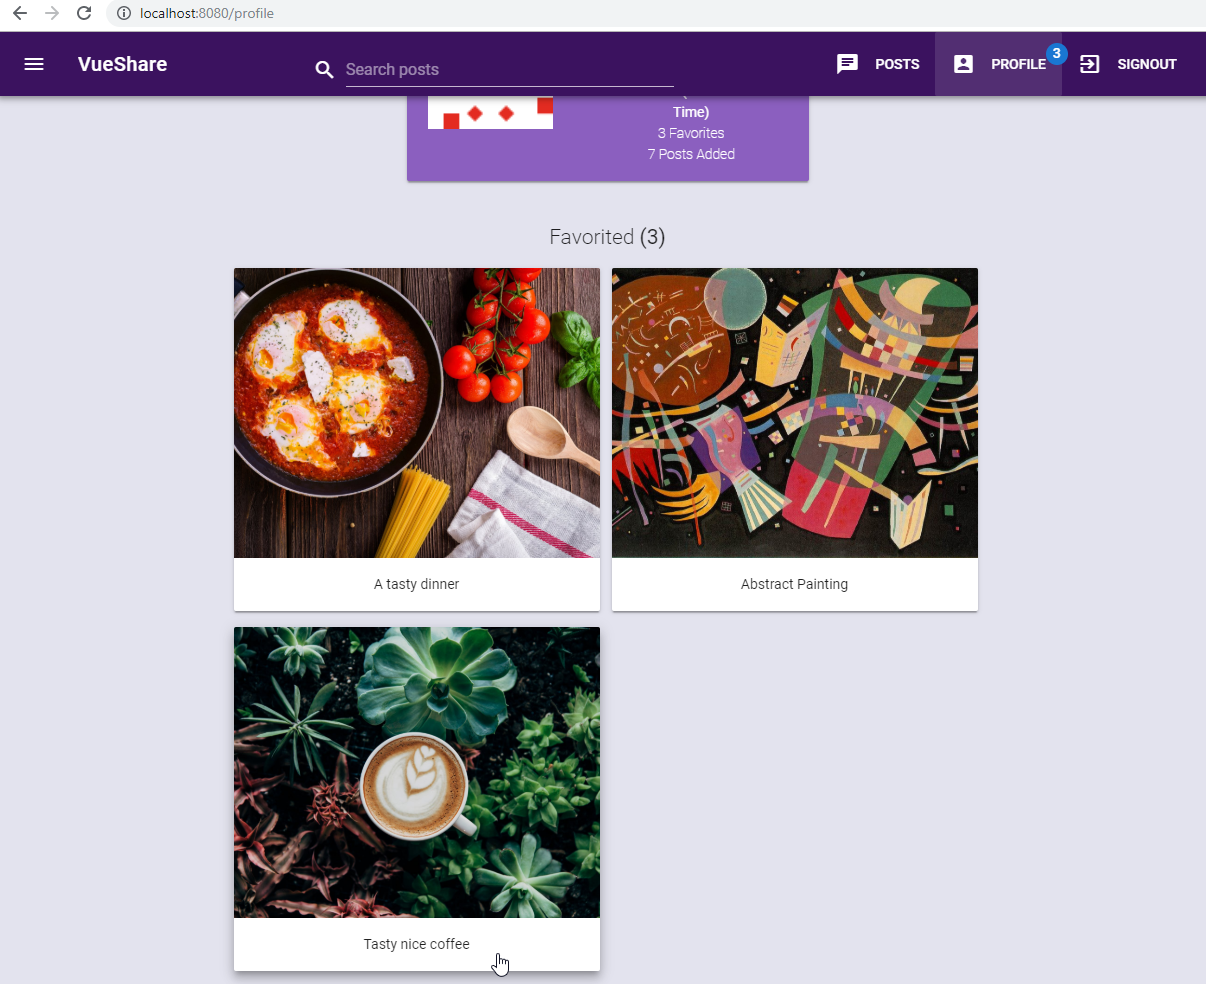 localhost:8080/profile
VueShare
Search posts
POSTS
PROFILE
3
SIGNOUT
Time)
3 Favorites
7 Posts Added
Favorited (3)
A tasty dinner
Abstract Painting
Tasty nice coffee